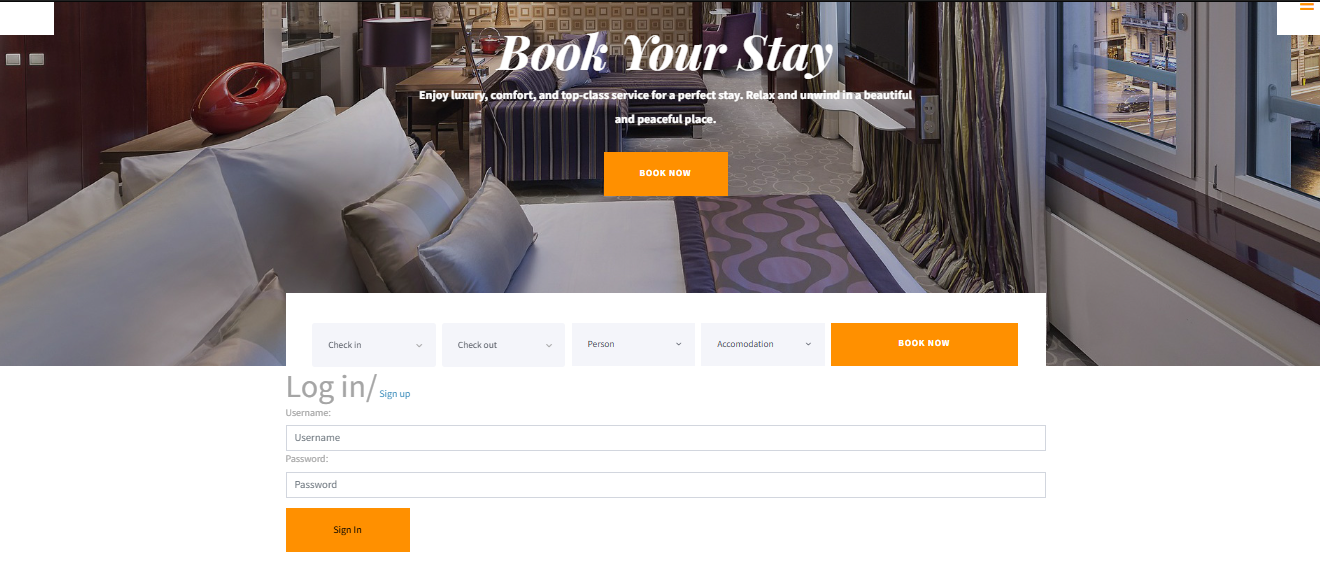 Book Your Stay
Enjoy luxury, comfort, and top-class service for a perfect stay. Relax and unwind in a beautiful
and peaceful place.
BOOK NOW
Check in
Check out
Person
Accomodation
BOOK NOW
Log in/ Sign up
Username:
Username
Password:
Password
Sign In